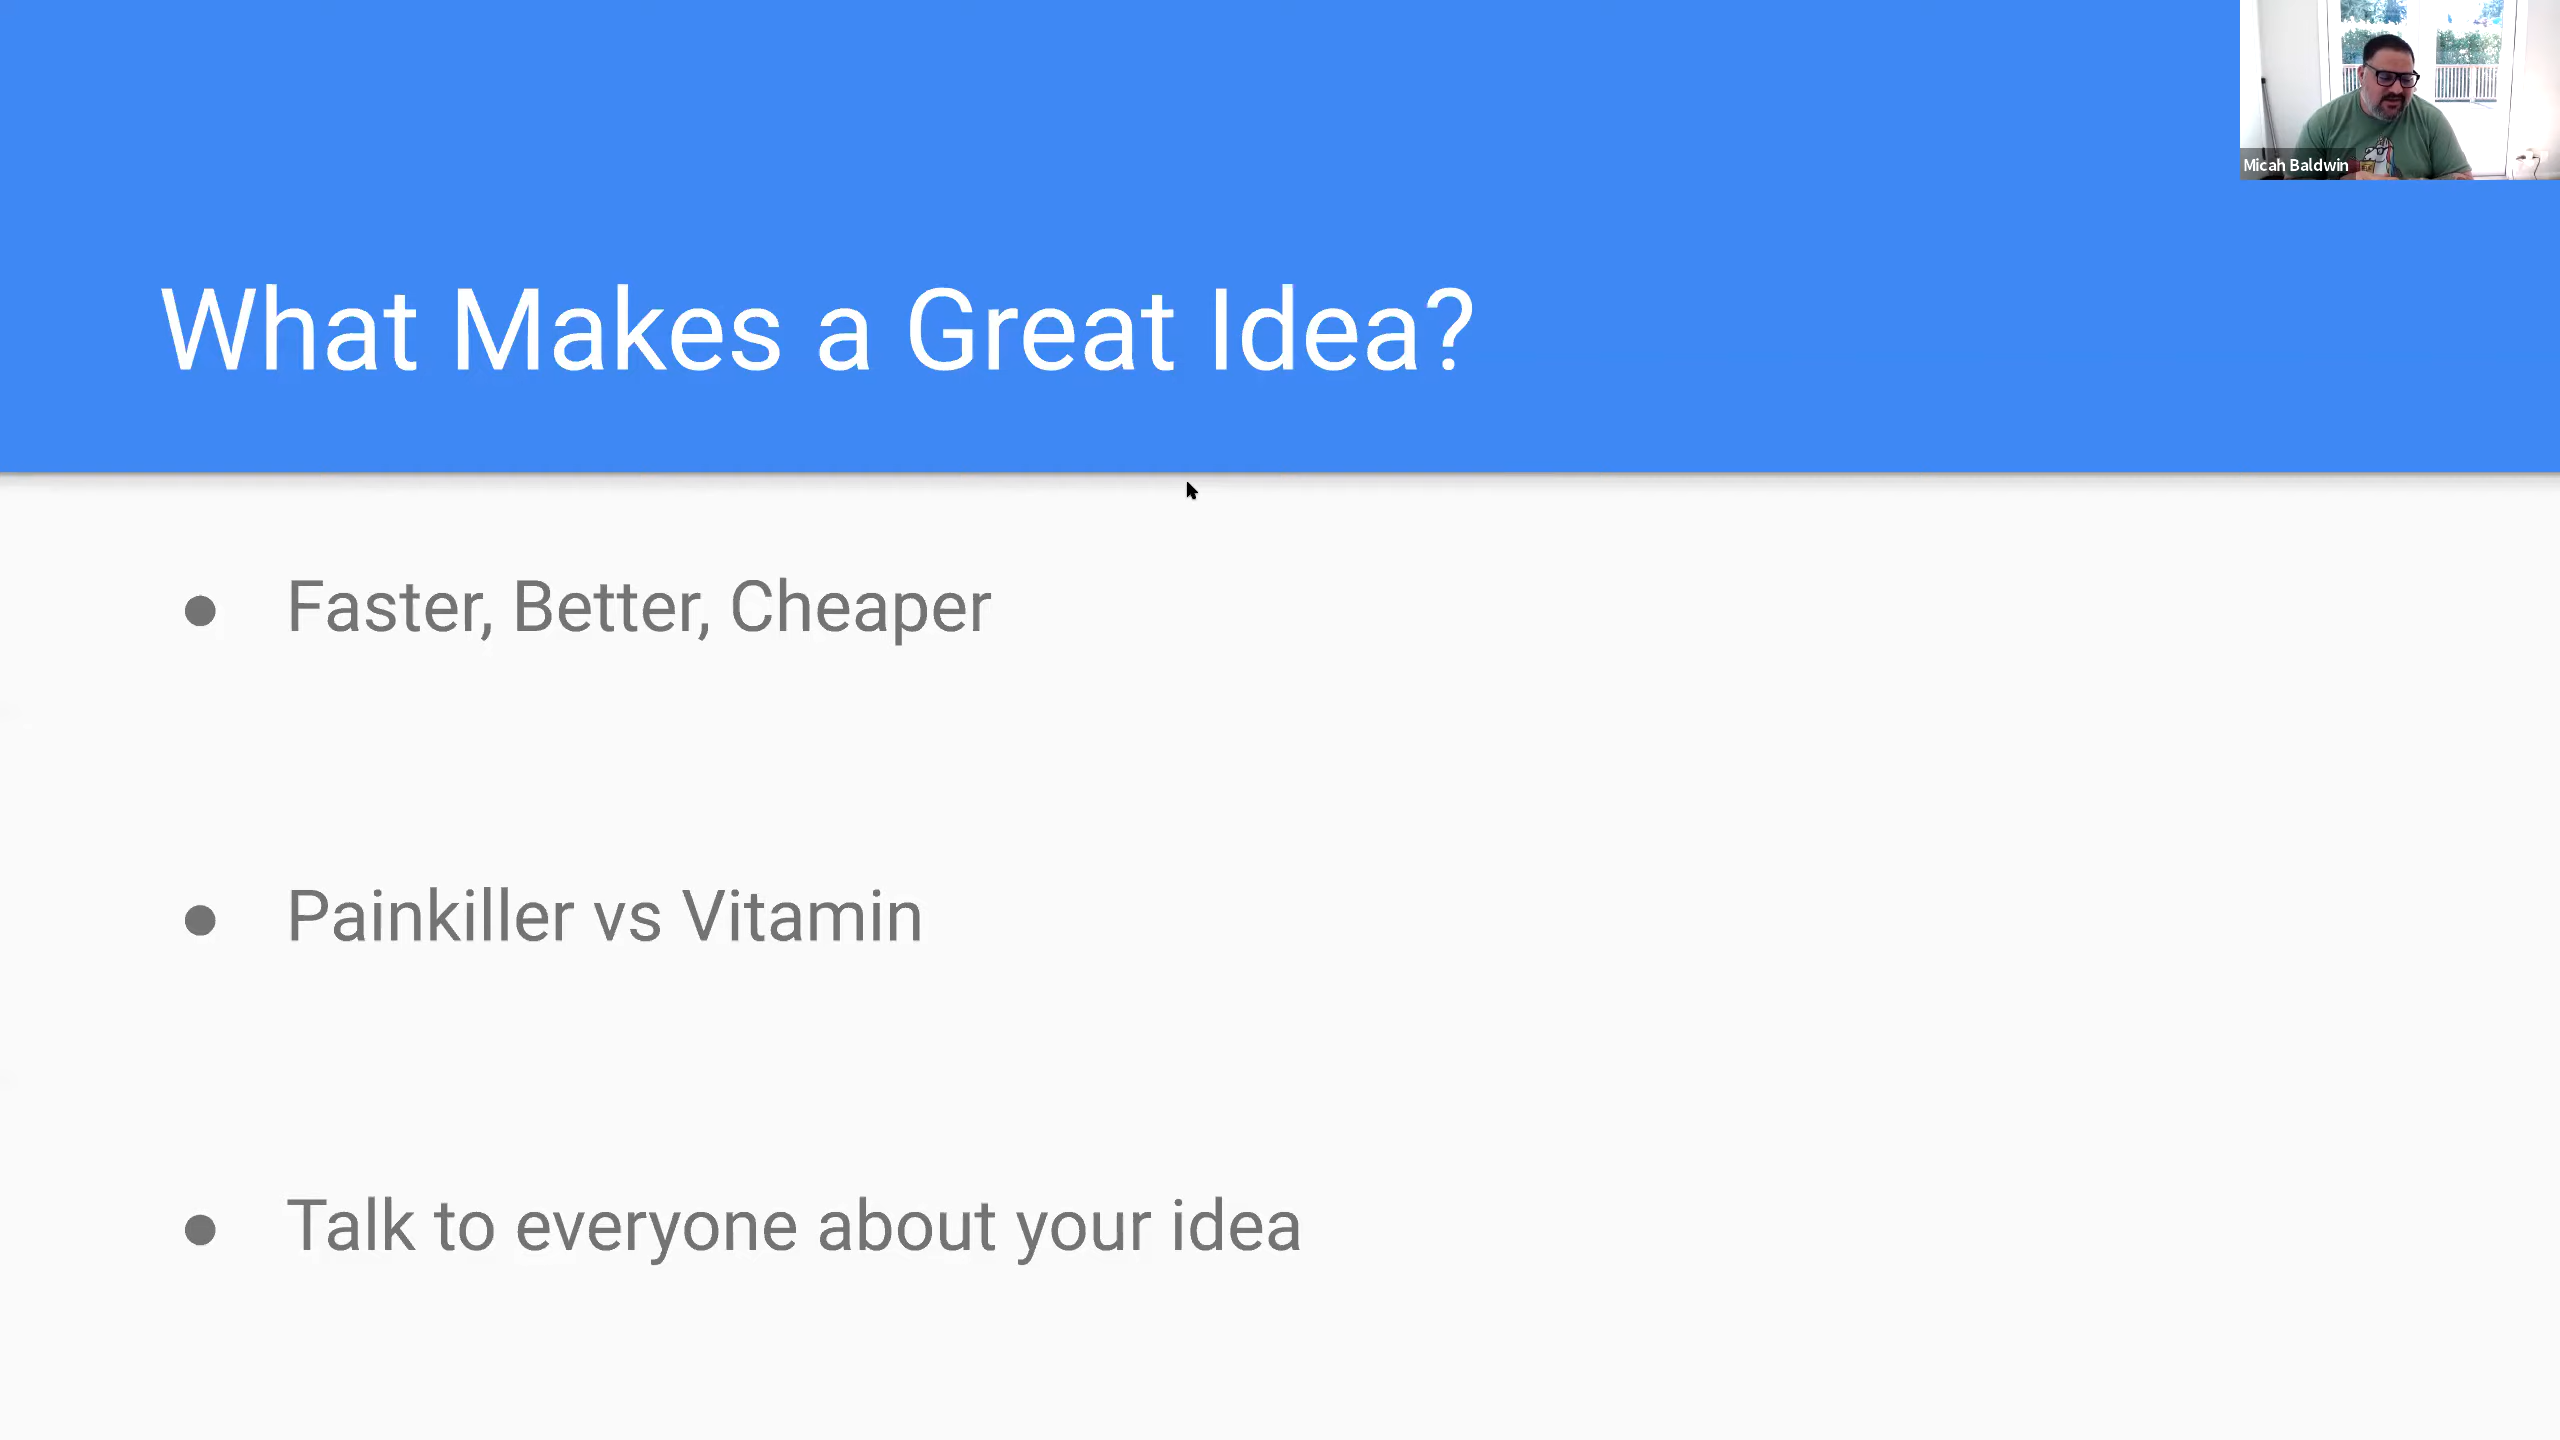 Micah Baldwin
What Makes a Great Idea?
● Faster, Better, Cheaper
● Painkiller vs Vitamin
● Talk to everyone about your idea